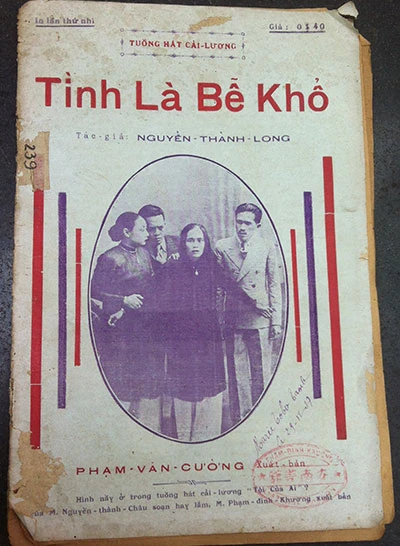 In lần thứ nhì
Giá: 0$40
TUỒNG HÁT CẢI-LƯƠNG
Tình Là Bể Khổ
Tác-giả: NGUYỄN-THÀNH-LONG
239
PHẠM-VĂN-CƯỜNG Xuất-bản
Hình nầy ở trong tuồng hát cải-lương "Tội Của Ai ?"
của M. Nguyễn-thành-Châu soạn hay lắm, M. Phạm-đình-Khương xuất bản